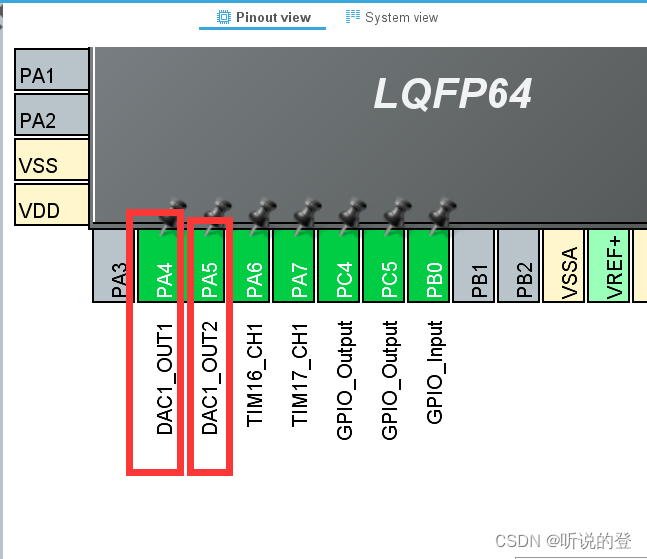 Pinout view
System view
LQFP64
PA1
PA2
VSS
VDD
PA3
PA4
PA5
PA6
PA7
PC4
PC5
PB0
PB1
PB2
VSSA
VREF+
DAC1_OUT1
DAC1_OUT2
TIM16_CH1
TIM17_CH1
GPIO_Output
GPIO_Output
GPIO_Input
CSDN @听说的登